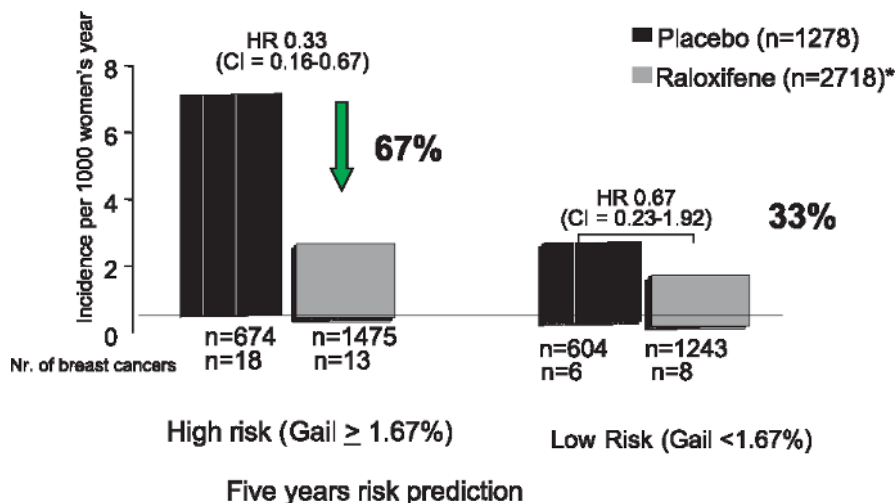 HR 0.33
(CI = 0.16-0.67)
Placebo (n=1278)
Raloxifene (n=2718)*
Incidence per 1000 women's year
8
6
4
2
0
67%
HR 0.67
(CI = 0.23-1.92)
33%
n=674
n=1475
n=604
n=1243
Nr. of breast cancers
n=18
n=13
n=6
n=8
High risk (Gail ≥ 1.67%)
Low Risk (Gail <1.67%)
Five years risk prediction